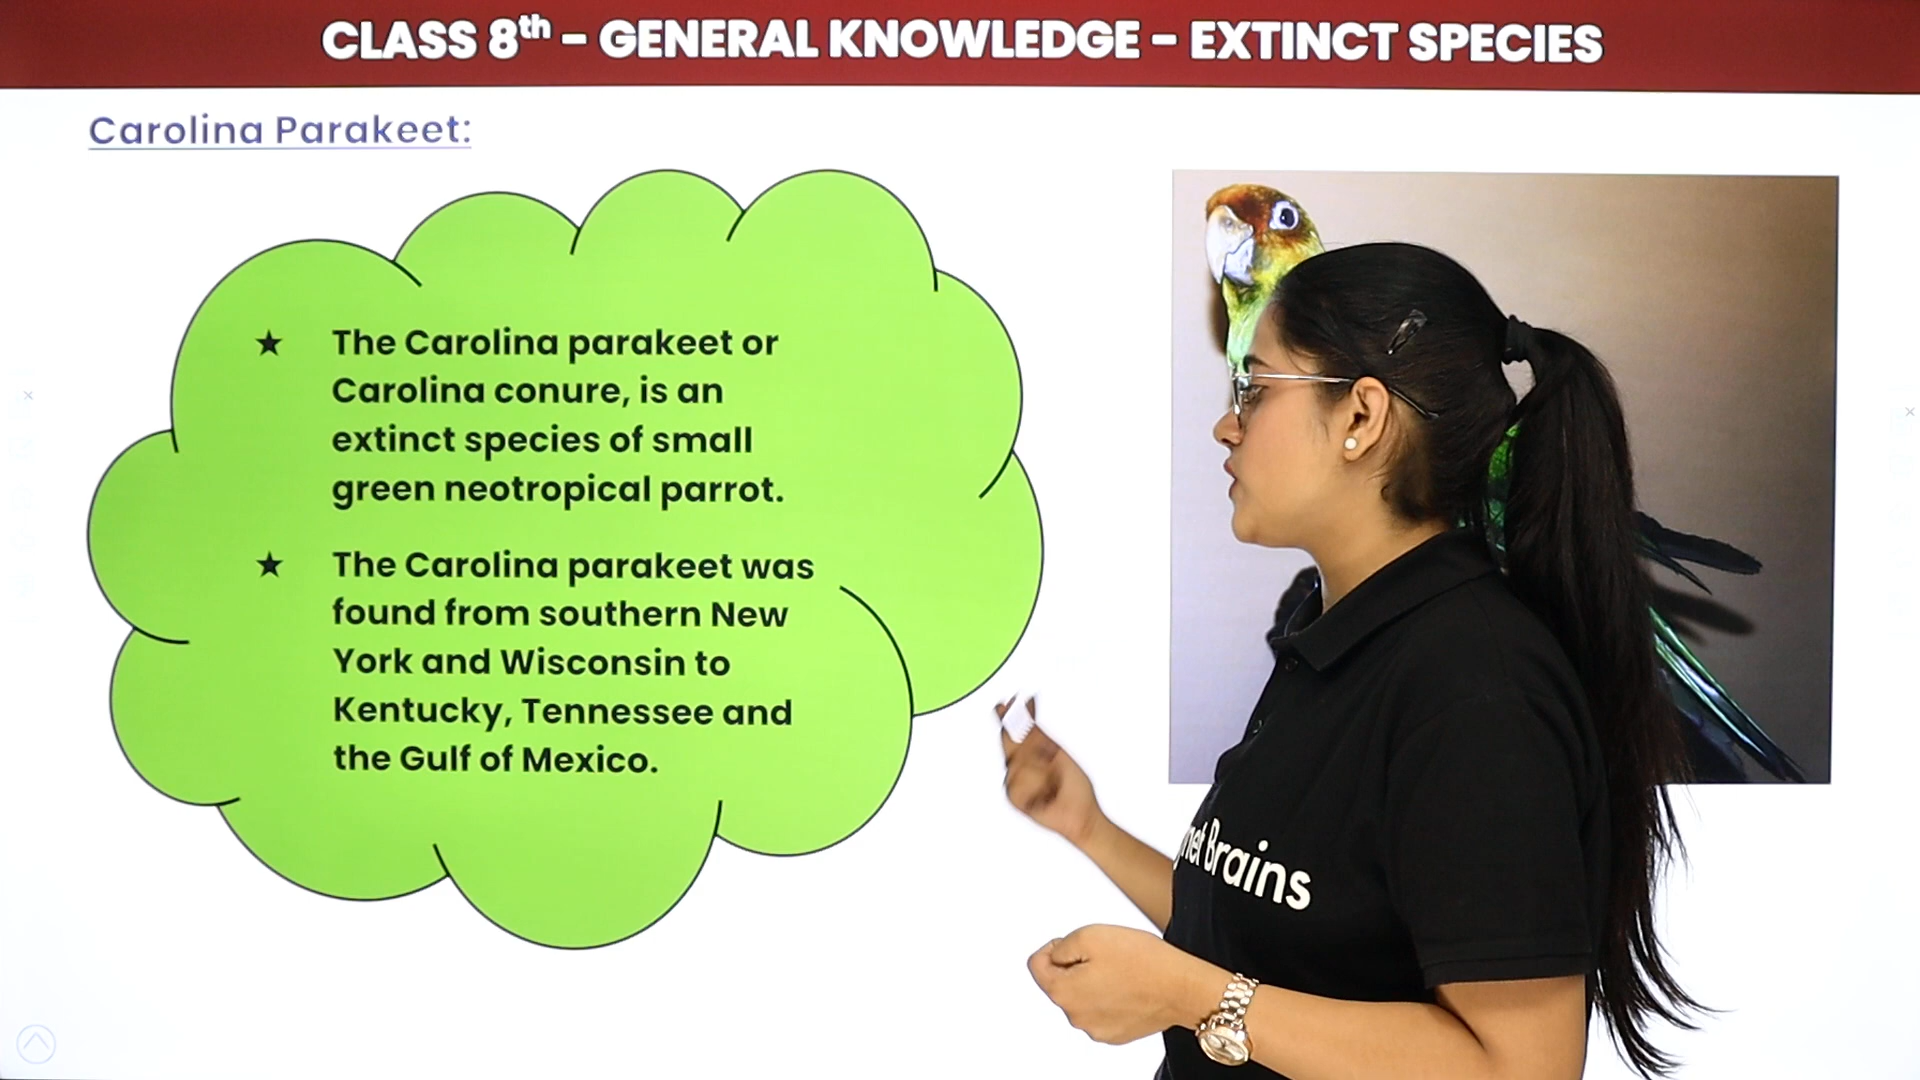 CLASS 8th - GENERAL KNOWLEDGE - EXTINCT SPECIES
Carolina Parakeet:
★ The Carolina parakeet or
Carolina conure, is an
extinct species of small
green neotropical parrot.
★ The Carolina parakeet was
found from southern New
York and Wisconsin to
Kentucky, Tennessee and
the Gulf of Mexico.
Brains